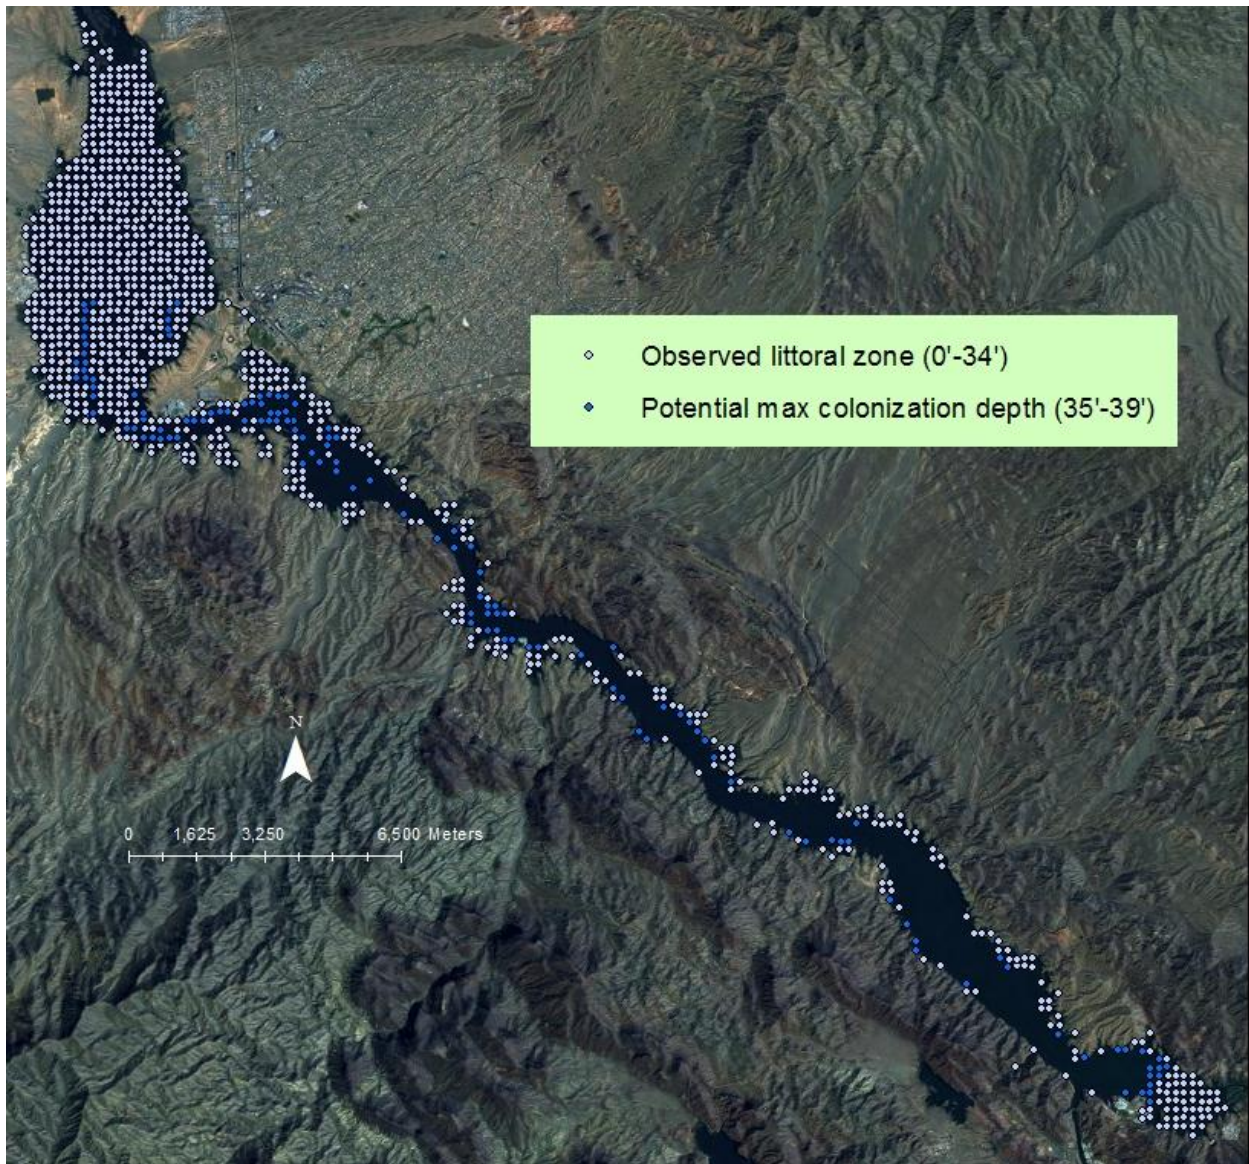 Observed littoral zone (0'-34')
Potential max colonization depth (35'-39')
N
0 1,625 3,250 6,500 Meters